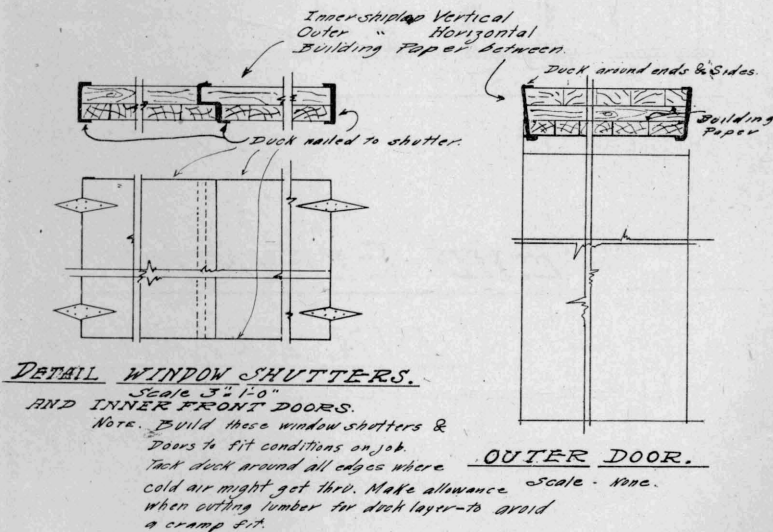 Inner shiplap Vertical
Outer " Horizontal
Building Paper between.
Duck around ends & Sides.
Building
Paper
Duck nailed to shutter.
DETAIL WINDOW SHUTTERS.
Scale 3"=1'-0"
AND INNER FRONT DOORS.
NOTE. Build these window shutters &
Doors to fit conditions on job.
Tack duck around all edges where
cold air might get thru. Make allowance
when cutting lumber for duck layer-to avoid
a cramp fit.
OUTER DOOR.
Scale - None.